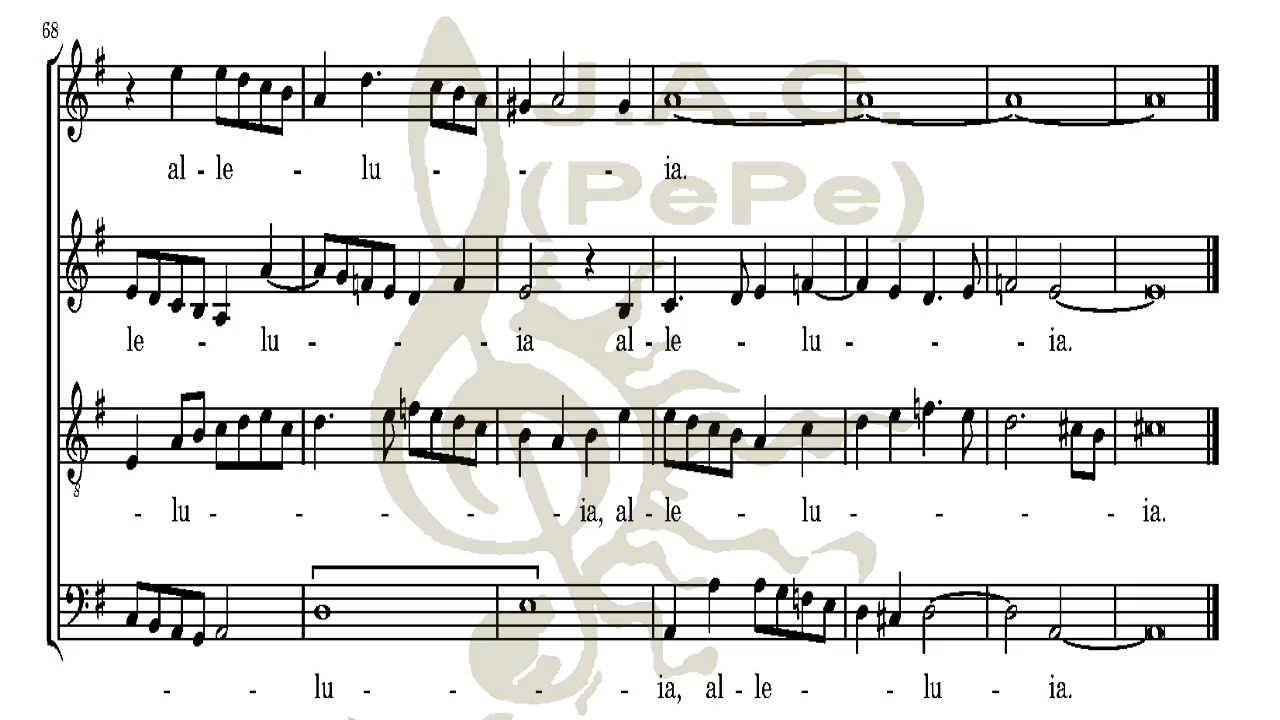 68
J.A.C.
al - le - lu - - - ia.
(PePe)
le - lu - - - ia al - le - lu - - - ia.
8
- lu - - - - - ia, al - le - lu - - - - ia.
- - lu - - - - ia, al - le - - lu - ia.